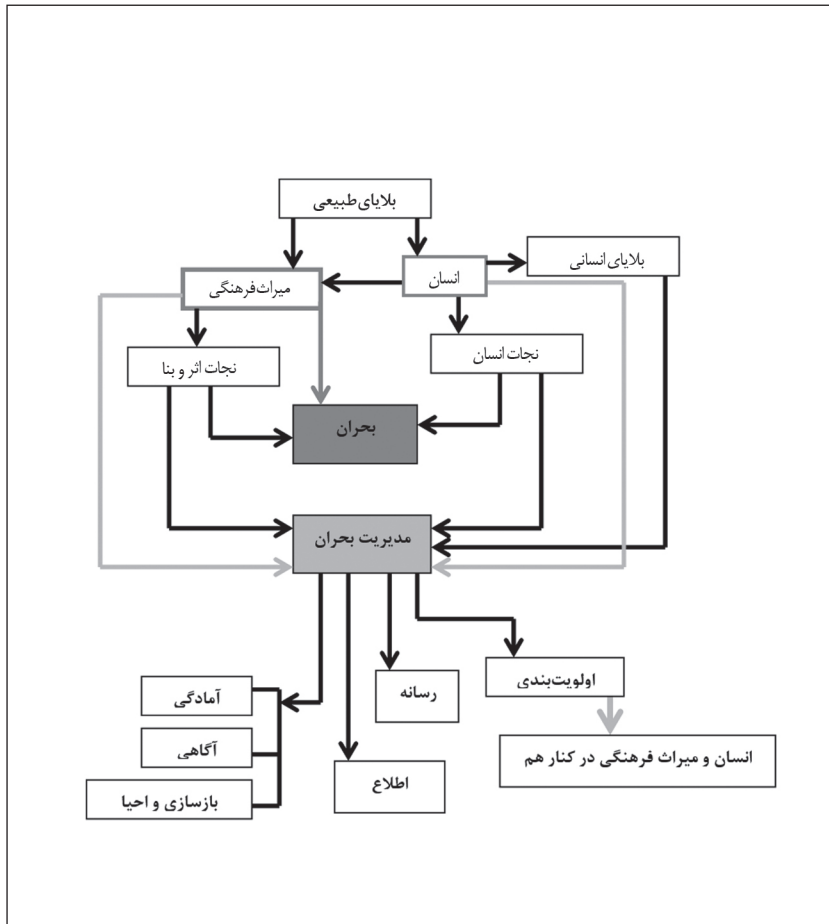 بلایای طبیعی
بلایای انسانی
انسان
میراث فرهنگی
نجات انسان
نجات اثر و بنا
بحران
مدیریت بحران
اولویت‌بندی
رسانه
آمادگی
انسان و میراث فرهنگی در کنار هم
آگاهی
اطلاع
بازسازی و احیا